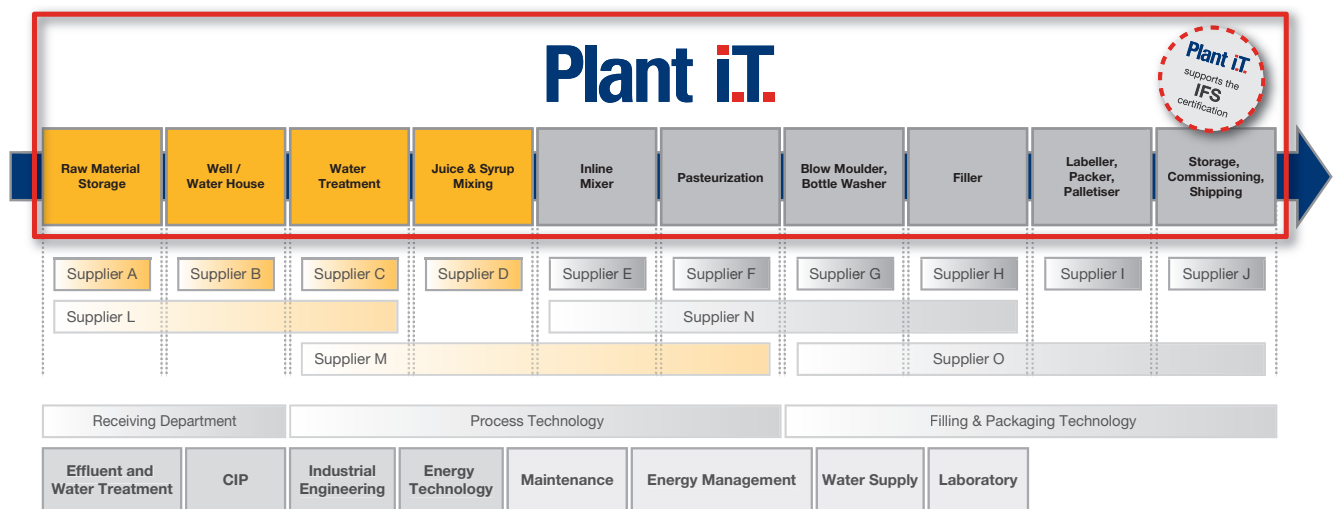 Plant i.T.
Plant i.T.
supports the
IFS
certification
Raw Material
Storage
Well /
Water House
Water
Treatment
Juice & Syrup
Mixing
Inline
Mixer
Pasteurization
Blow Moulder,
Bottle Washer
Filler
Labeller,
Packer,
Palletiser
Storage,
Commissioning,
Shipping
Supplier A
Supplier B
Supplier C
Supplier D
Supplier E
Supplier F
Supplier G
Supplier H
Supplier I
Supplier J
Supplier L
Supplier N
Supplier M
Supplier O
Receiving Department
Process Technology
Filling & Packaging Technology
Effluent and
Water Treatment
CIP
Industrial
Engineering
Energy
Technology
Maintenance
Energy Management
Water Supply
Laboratory